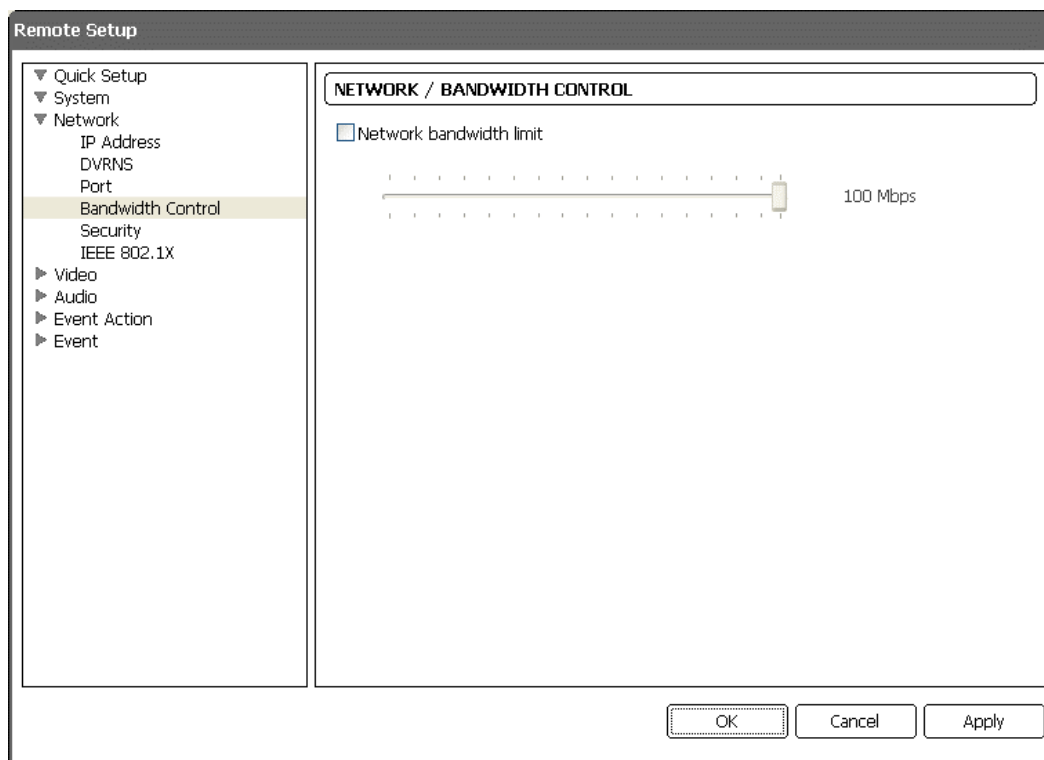 Remote Setup
Quick Setup
System
Network
IP Address
DVRNS
Port
Bandwidth Control
Security
IEEE 802.1X
Video
Audio
Event Action
Event
NETWORK / BANDWIDTH CONTROL
Network bandwidth limit
100 Mbps
OK
Cancel
Apply